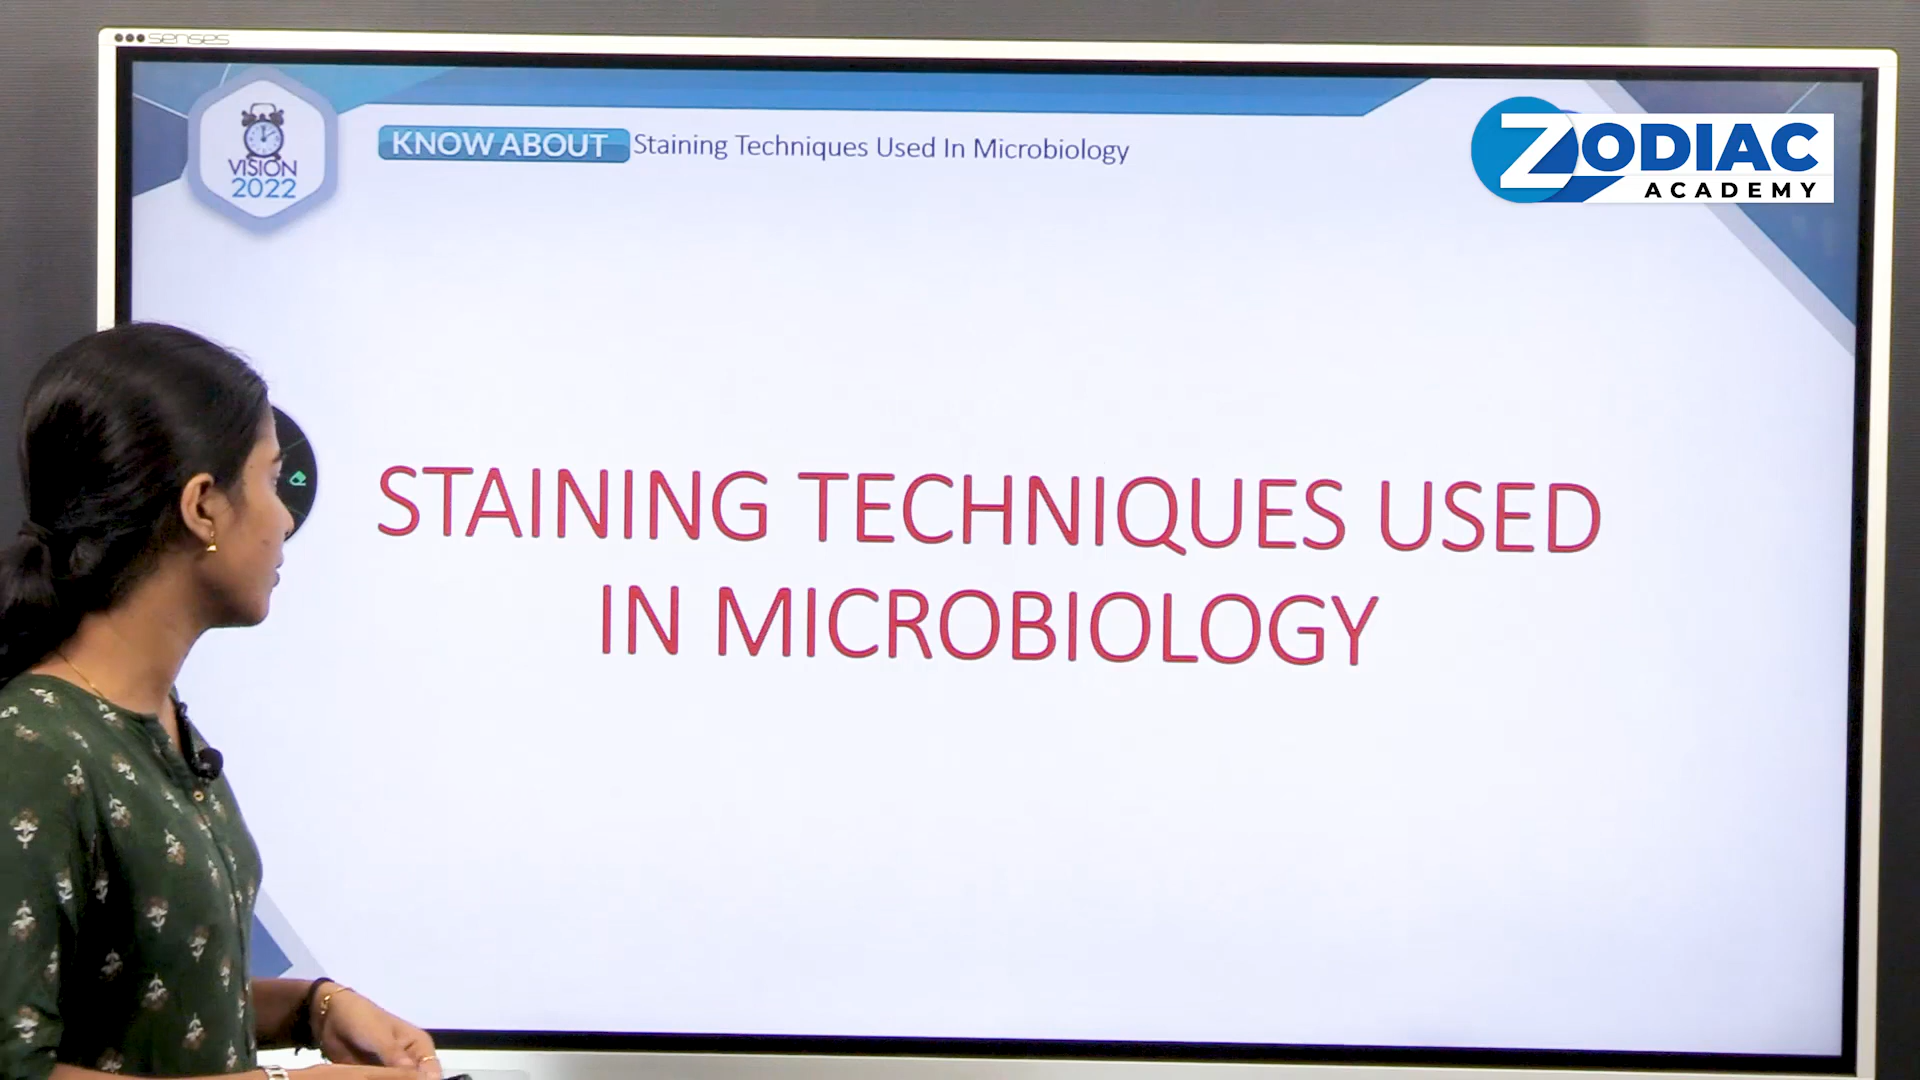 senses
VISION
2022
KNOW ABOUT Staining Techniques Used In Microbiology
ZODIAC
ACADEMY
STAINING TECHNIQUES USED
IN MICROBIOLOGY